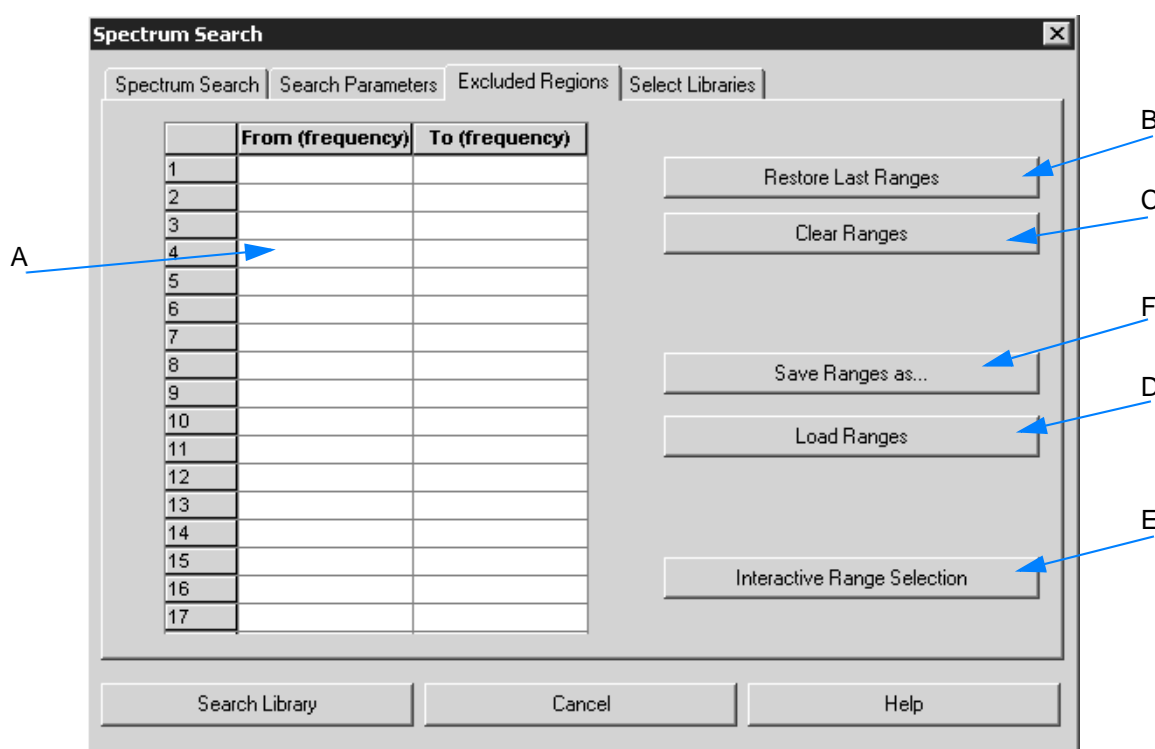 Spectrum Search
Spectrum Search Search Parameters Excluded Regions Select Libraries
From (frequency) To (frequency)
1
2
3
4
5
6
7
8
9
10
11
12
13
14
15
16
17
A
Restore Last Ranges
B
Clear Ranges
C
Save Ranges as...
F
Load Ranges
D
Interactive Range Selection
E
Search Library Cancel Help